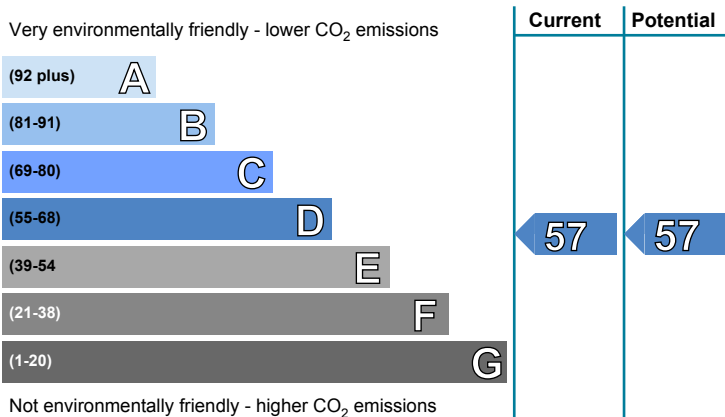 Very environmentally friendly - lower CO2 emissions
Current
Potential
(92 plus) A
(81-91) B
(69-80) C
(55-68) D
57
57
(39-54 E
(21-38) F
(1-20) G
Not environmentally friendly - higher CO2 emissions